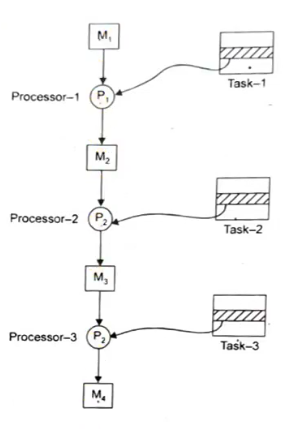 M₁
Task–1
Processor–1
P₁
M₂
Processor–2
P₂
Task–2
M₃
Processor–3
P₂
Task–3
M₄